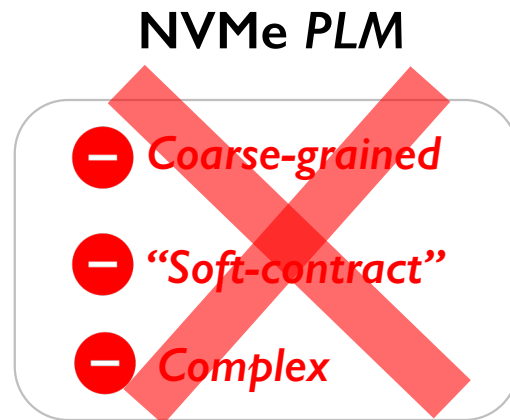 NVMe PLM
Coarse-grained
“Soft-contract”
Complex